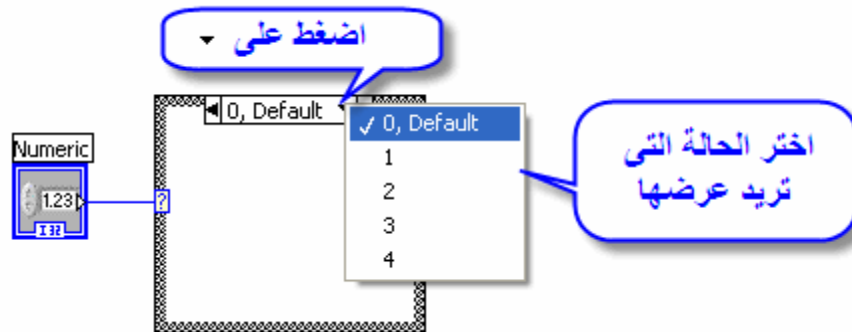 اضغط على
0, Default
✓ 0, Default
1
2
3
4
Numeric
1.23
I32
?
اختر الحالة التى
تريد عرضها